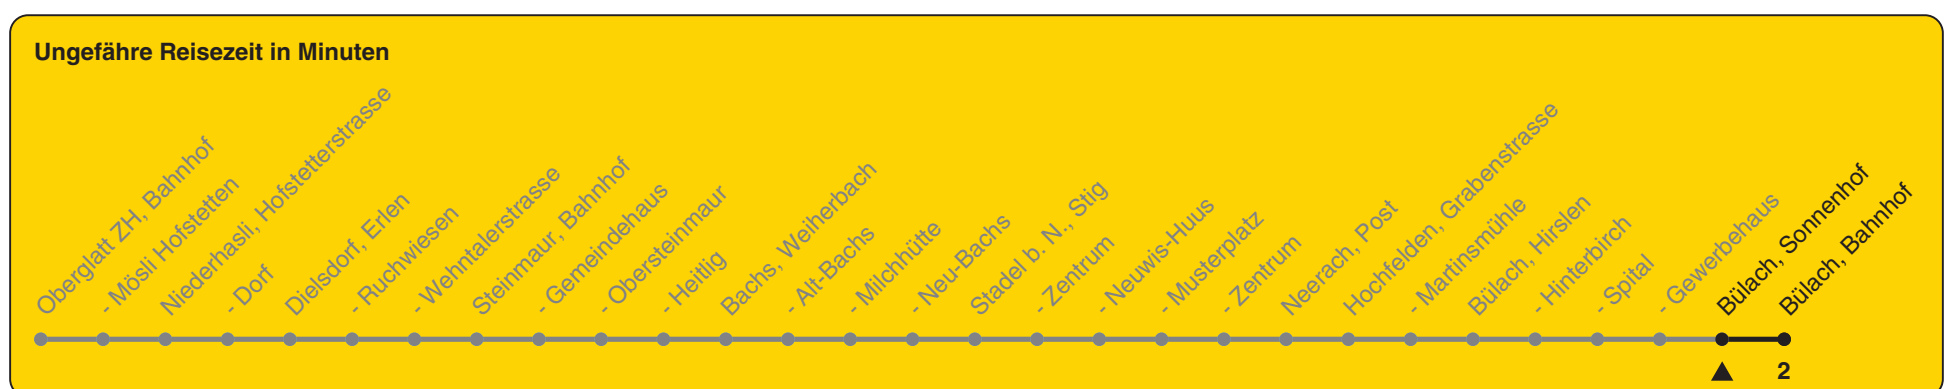 Ungefähre Reisezeit in Minuten
Oberglatt ZH, Bahnhof
- Mösli Hofstetten
Niederhasli, Hofstetterstrasse
- Dorf
Dielsdorf, Erlen
- Ruchwiesen
- Wehntalerstrasse
Steinmaur, Bahnhof
- Gemeindehaus
- Obersteinmaur
- Heitlig
Bachs, Weiherbach
- Alt-Bachs
- Milchhütte
- Neu-Bachs
Stadel b. N., Stig
- Zentrum
- Neuwis-Huus
- Musterplatz
- Zentrum
Neerach, Post
Hochfelden, Grabenstrasse
- Martinsmühle
Bülach, Hirslen
- Hinterbirch
- Spital
- Gewerbehaus
Bülach, Sonnenhof
Bülach, Bahnhof
2